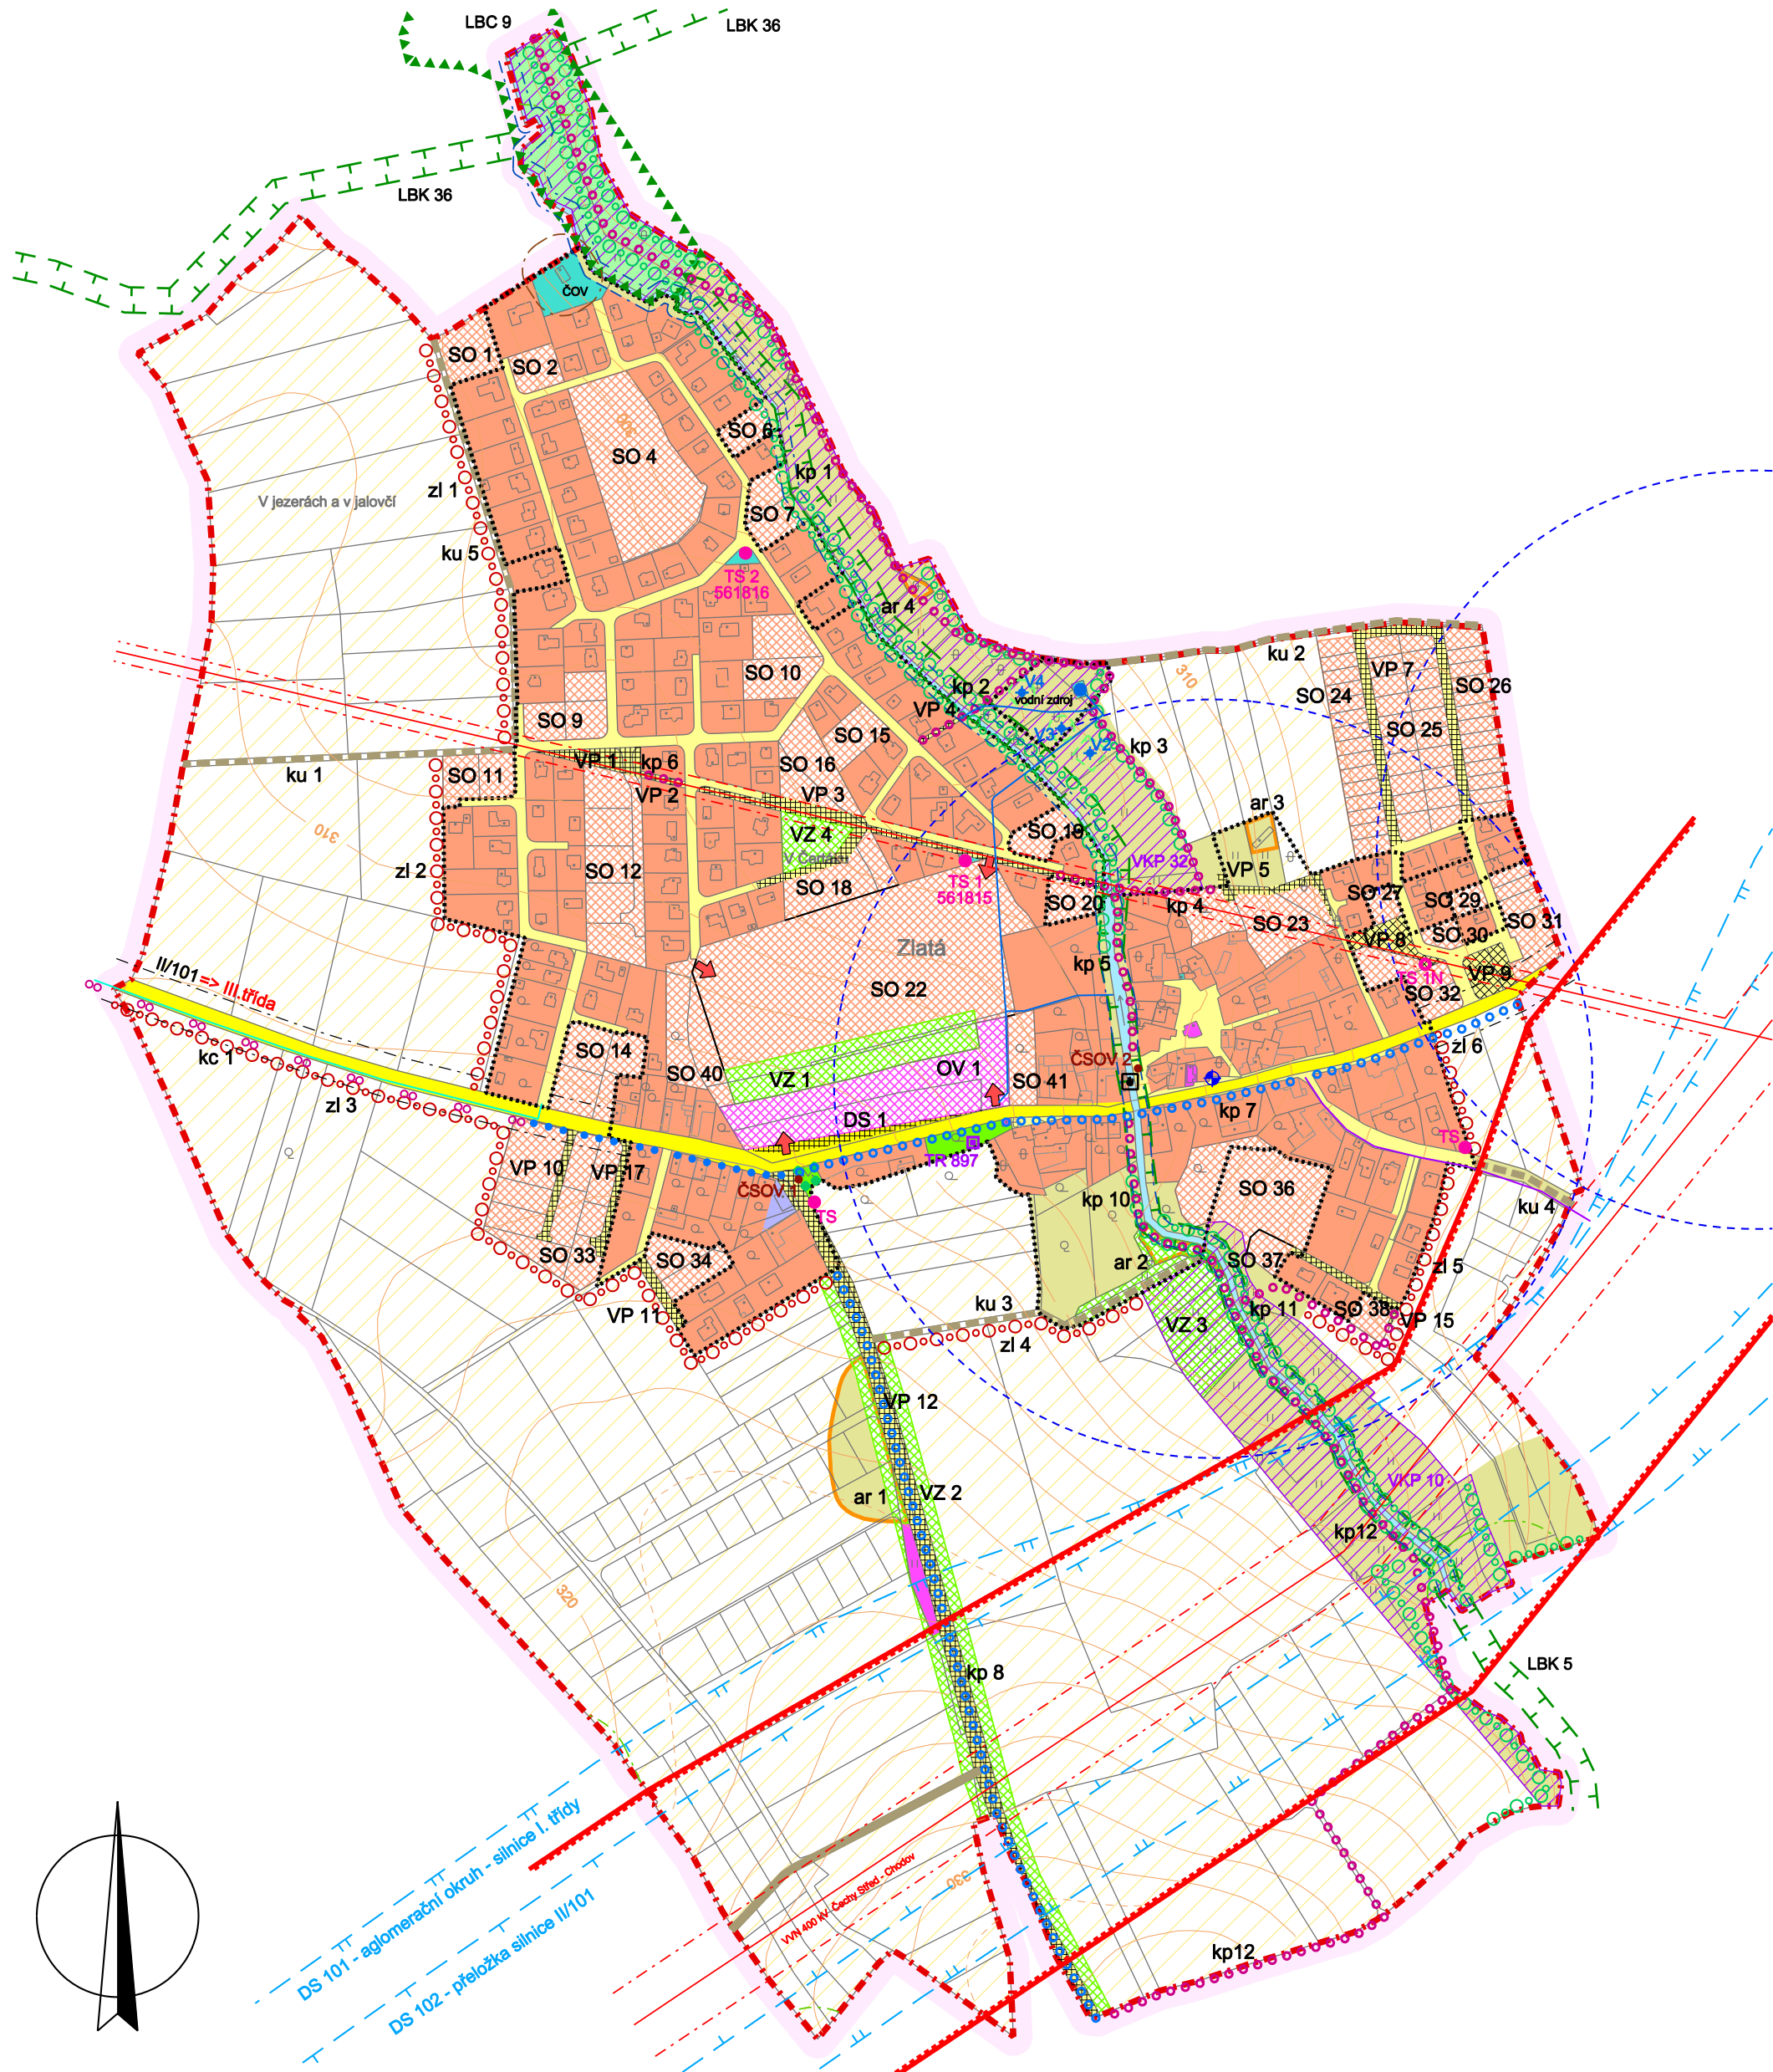 LBC 9
LBK 36
LBK 36
ČOV
SO 1
SO 2
SO 6
300
SO 4
kp 1
zl 1
V jezerách a v jalovčí
SO 7
ku 5
TS 2
561816
ar 4
ku 2
310
VP 7
SO 10
kp 2
V4
vodní zdroj
SO 24
SO 26
VP 4
SO 9
SO 15
V3
V2
kp 3
SO 25
ku 1
SO 11
VP 1
kp 6
SO 16
VP 2
VP 3
ar 3
310
VZ 4
SO 19
zl 2
SO 12
VKP 32
VP 5
SO 18
TS 1
561815
SO 20
kp 4
SO 27
SO 29
SO 23
SO 31
SO 30
VP 8
Zlatá
kp 5
II/101=> III.třída
TS 1N
VP 9
SO 22
SO 32
kc 1
SO 14
ČSOV 2
zl 6
SO 40
VZ 1
OV 1
SO 41
zl 3
DS 1
kp 7
TS
VP 10
VP 17
TR 897
ČSOV 1
SO 36
kp 10
TS
ku 4
SO 33
SO 34
ar 2
SO 37
zl 5
ku 3
kp 11
SO 38
VP 11
VZ 3
VP 15
zl 4
VP 12
VKP 10
ar 1
VZ 2
kp12
320
LBK 5
kp 8
DS 101 - aglomerační okruh - silnice I. třídy
VVN 400 kV Čechy Střed - Chodov
330
DS 102 - přeložka silnice II/101
kp12